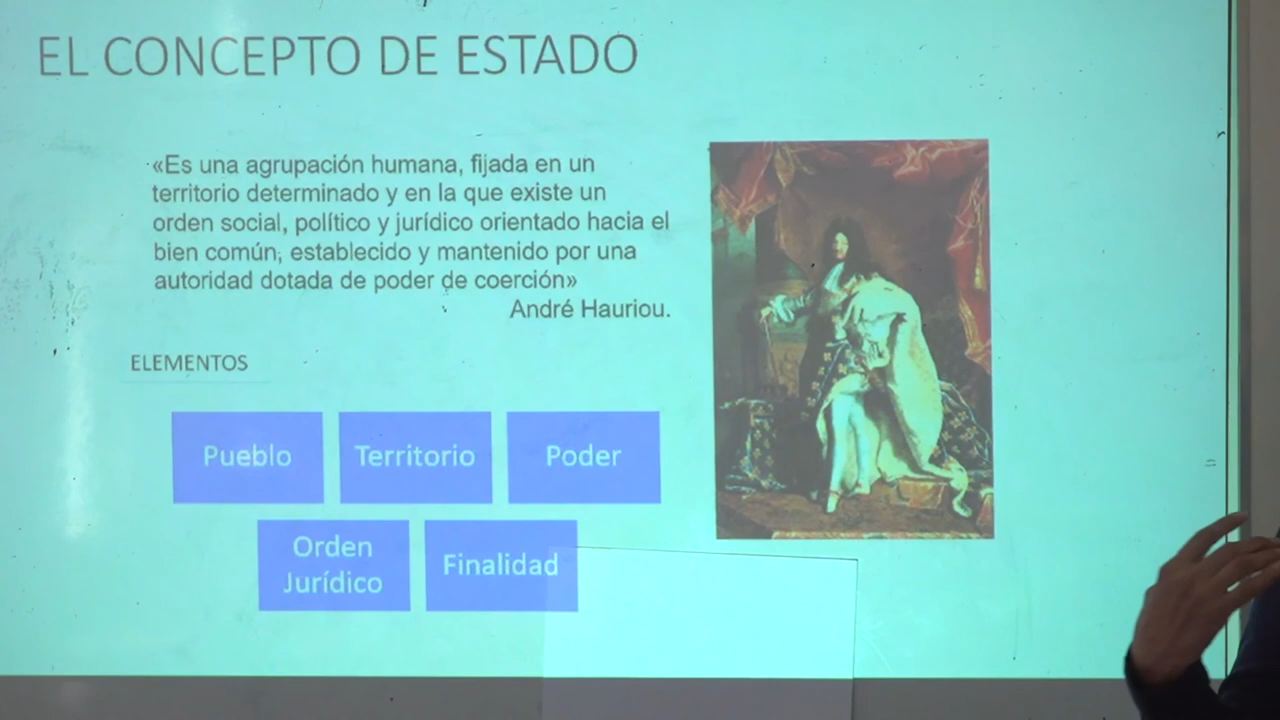 EL CONCEPTO DE ESTADO
«Es una agrupación humana, fijada en un
territorio determinado y en la que existe un
orden social, político y jurídico orientado hacia el
bien común, establecido y mantenido por una
autoridad dotada de poder de coerción»
André Hauriou.
ELEMENTOS
Pueblo
Territorio
Poder
Orden
Jurídico
Finalidad